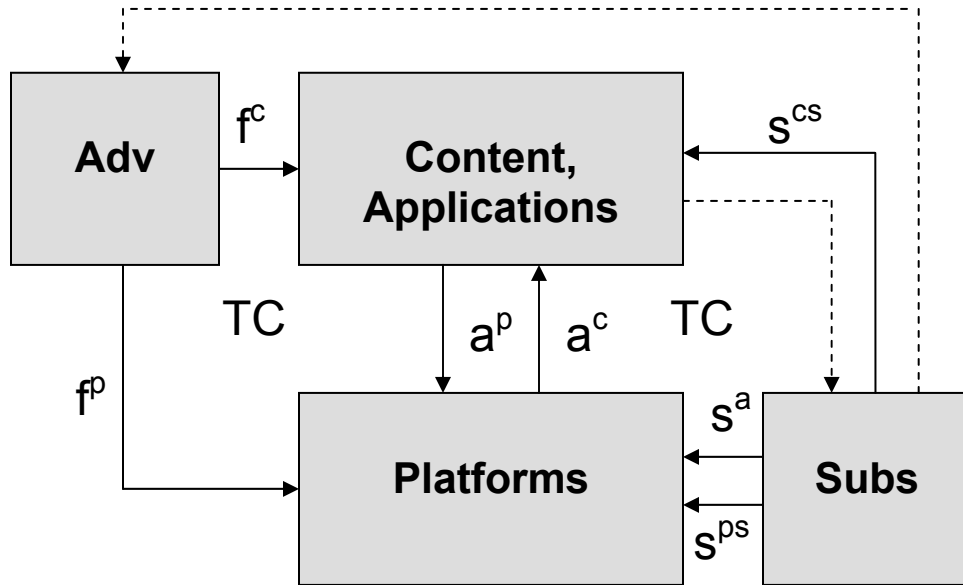 Adv
f^c
Content,
Applications
s^cs
TC
a^p
a^c
TC
f^p
s^a
Platforms
Subs
s^ps